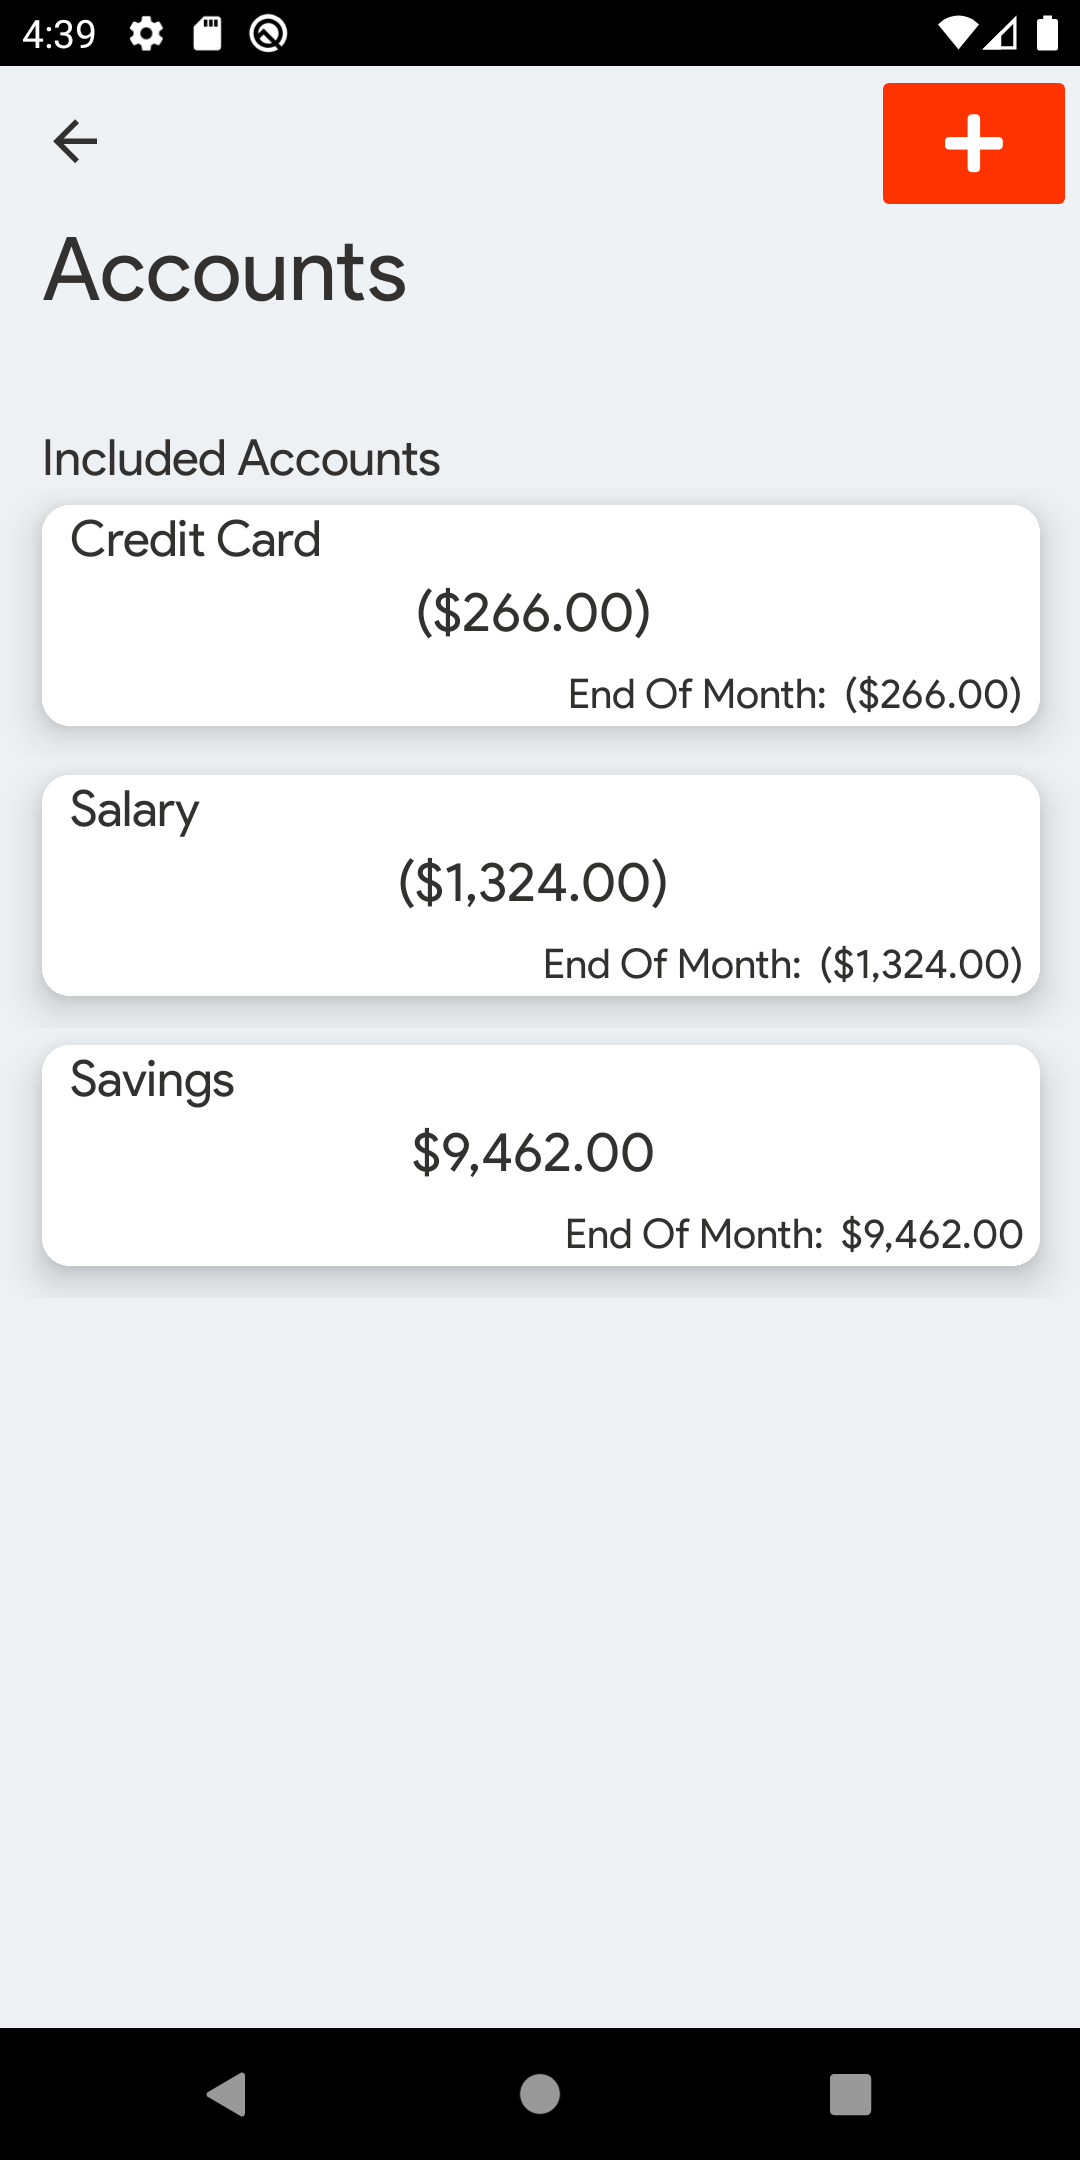 4:39
Accounts
Included Accounts
Credit Card
($266.00)
End Of Month: ($266.00)
Salary
($1,324.00)
End Of Month: ($1,324.00)
Savings
$9,462.00
End Of Month: $9,462.00